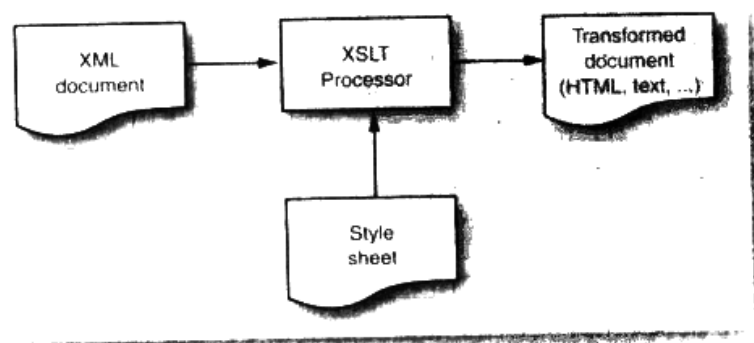 XML
document
XSLT
Processor
Transformed
document
(HTML, text, ...)
Style
sheet